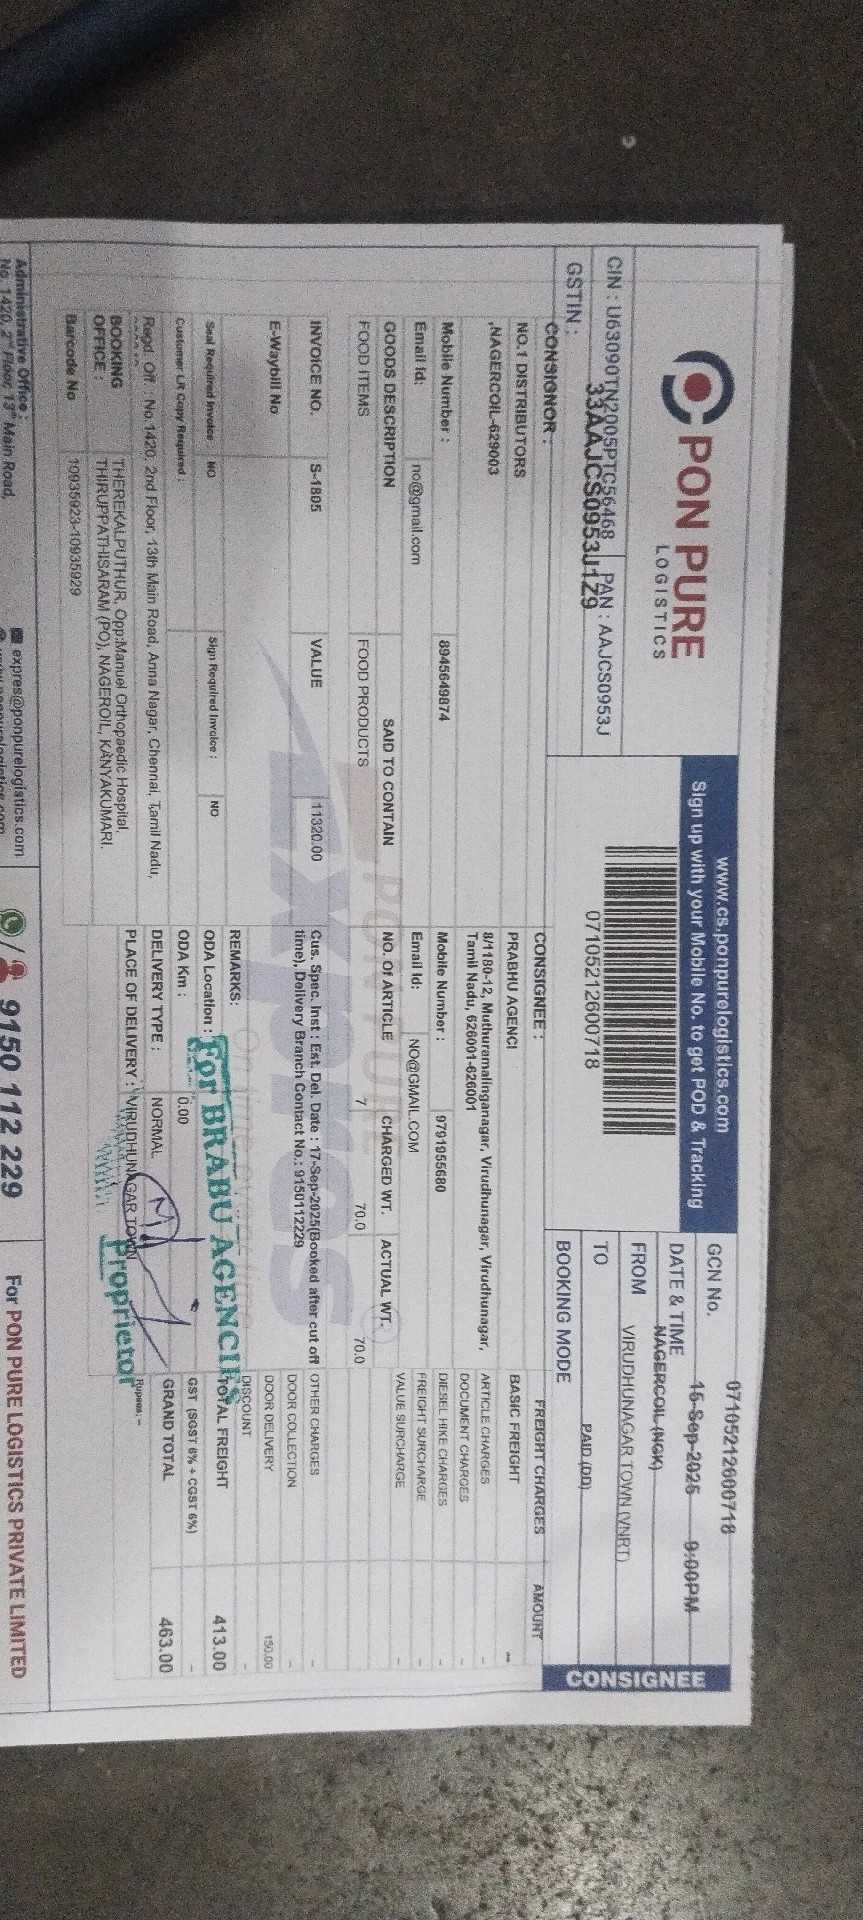 PON PURE
LOGISTICS
CIN : U63090TN2005PTC56468 PAN : AAJCS0953J
GSTIN : 33AAJCS0953J1Z9
www.cs.ponpurelogistics.com
Sign up with your Mobile No. to get POD & Tracking
07105212600718
GCN No. 07105212600718
DATE & TIME 15-Sep-2025 9:00PM
FROM NAGERCOIL (NGK)
TO VIRUDHUNAGAR TOWN (VNRT)
BOOKING MODE PAID (DD)
CONSIGNEE
CONSIGNOR :
NO.1 DISTRIBUTORS
,NAGERCOIL-629003
Mobile Number : 8945649874
Email Id: no@gmail.com
CONSIGNEE :
PRABHU AGENCI
8/1180-12, Muthuramalinganagar, Virudhunagar, Virudhunagar,
Tamil Nadu, 626001-626001
Mobile Number : 9791955680
Email Id: NO@GMAIL.COM
GOODS DESCRIPTION SAID TO CONTAIN NO. Of ARTICLE CHARGED WT. ACTUAL WT.
FOOD ITEMS FOOD PRODUCTS 7 70.0 70.0
INVOICE NO. S-1805 VALUE 11320.00
E-Waybill No
Cus. Spec. Inst : Est. Del. Date : 17-Sep-2025(Booked after cut off
time), Delivery Branch Contact No.: 9150112229
Seal Required Invoice NO Sign Required Invoice : NO
Customer LR Copy Required :
REMARKS:
ODA Location :
ODA Km : 0.00
DELIVERY TYPE : NORMAL
PLACE OF DELIVERY : VIRUDHUNAGAR TOWN
For BRABU AGENCIES
Proprietor
Regd. Off. : No.1420, 2nd Floor, 13th Main Road, Anna Nagar, Chennai, Tamil Nadu,
BOOKING
OFFICE :
THEREKALPUTHUR, Opp:Manuel Orthopaedic Hospital,
THIRUPPATHISARAM (PO), NAGEROIL, KANYAKUMARI.
Barcode No 10935923-10935929
FREIGHT CHARGES AMOUNT
BASIC FREIGHT -
ARTICLE CHARGES -
DOCUMENT CHARGES -
DIESEL HIKE CHARGES -
FREIGHT SURCHARGE -
VALUE SURCHARGE -
OTHER CHARGES -
DOOR COLLECTION -
DOOR DELIVERY 150.00
DISCOUNT -
TOTAL FREIGHT 413.00
GST (SGST 6% + CGST 6%) -
GRAND TOTAL 463.00
Rupees: --
Administrative Office :
No. 1420, 2nd Floor, 13th Main Road,
expres@ponpurelogistics.com
9150 112 229
For PON PURE LOGISTICS PRIVATE LIMITED